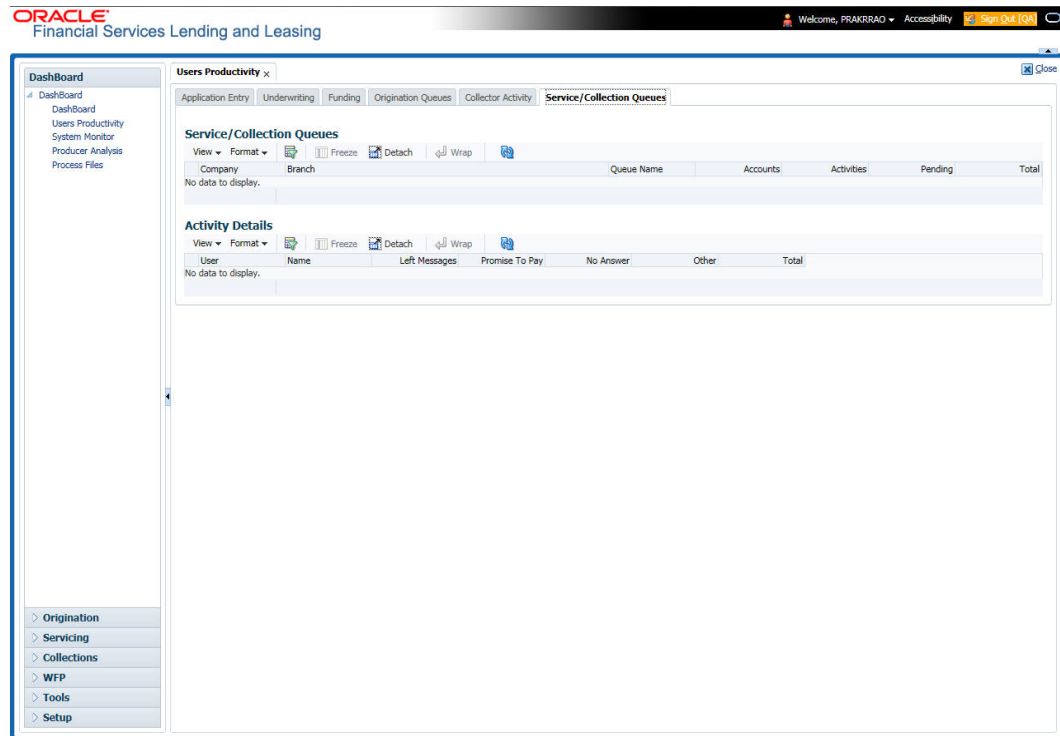 ORACLE
Financial Services Lending and Leasing
Welcome, PRAKRRAO Accessibility Sign Out [QA]
Close
DashBoard
DashBoard
DashBoard
Users Productivity
System Monitor
Producer Analysis
Process Files
Origination
Servicing
Collections
WFP
Tools
Setup
Users Productivity x
Application Entry Underwriting Funding Origination Queues Collector Activity Service/Collection Queues
Service/Collection Queues
View Format Freeze Detach Wrap
Company Branch Queue Name Accounts Activities Pending Total
No data to display.
Activity Details
View Format Freeze Detach Wrap
User Name Left Messages Promise To Pay No Answer Other Total
No data to display.